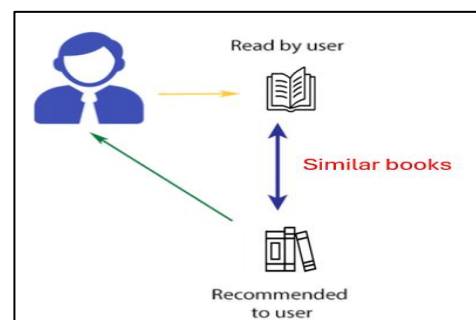 Read by user
Similar books
Recommended
to user